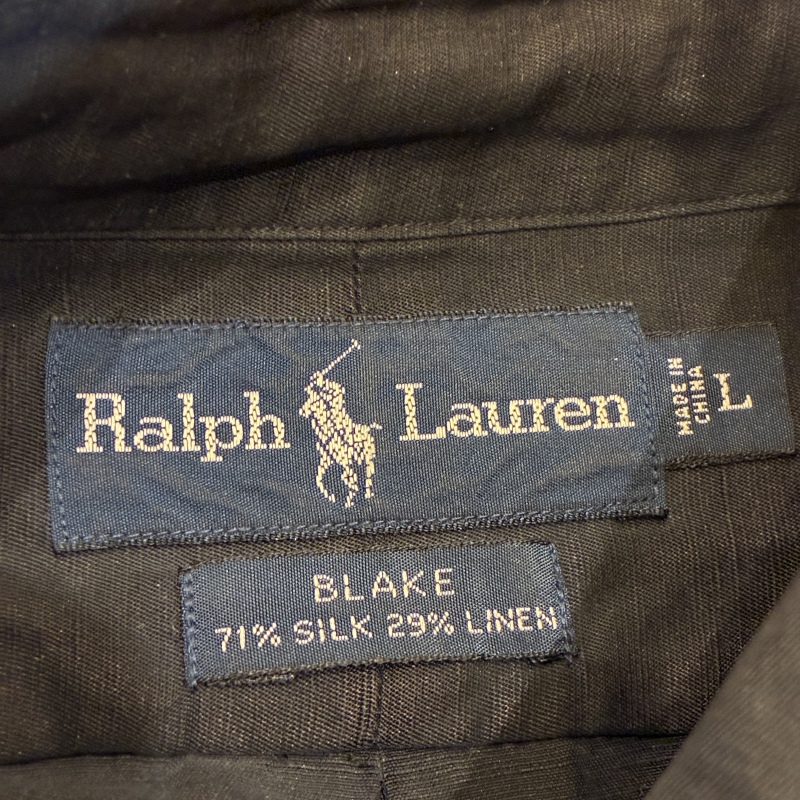 Ralph Lauren
MADE IN
CHINA
L
BLAKE
71% SILK 29% LINEN